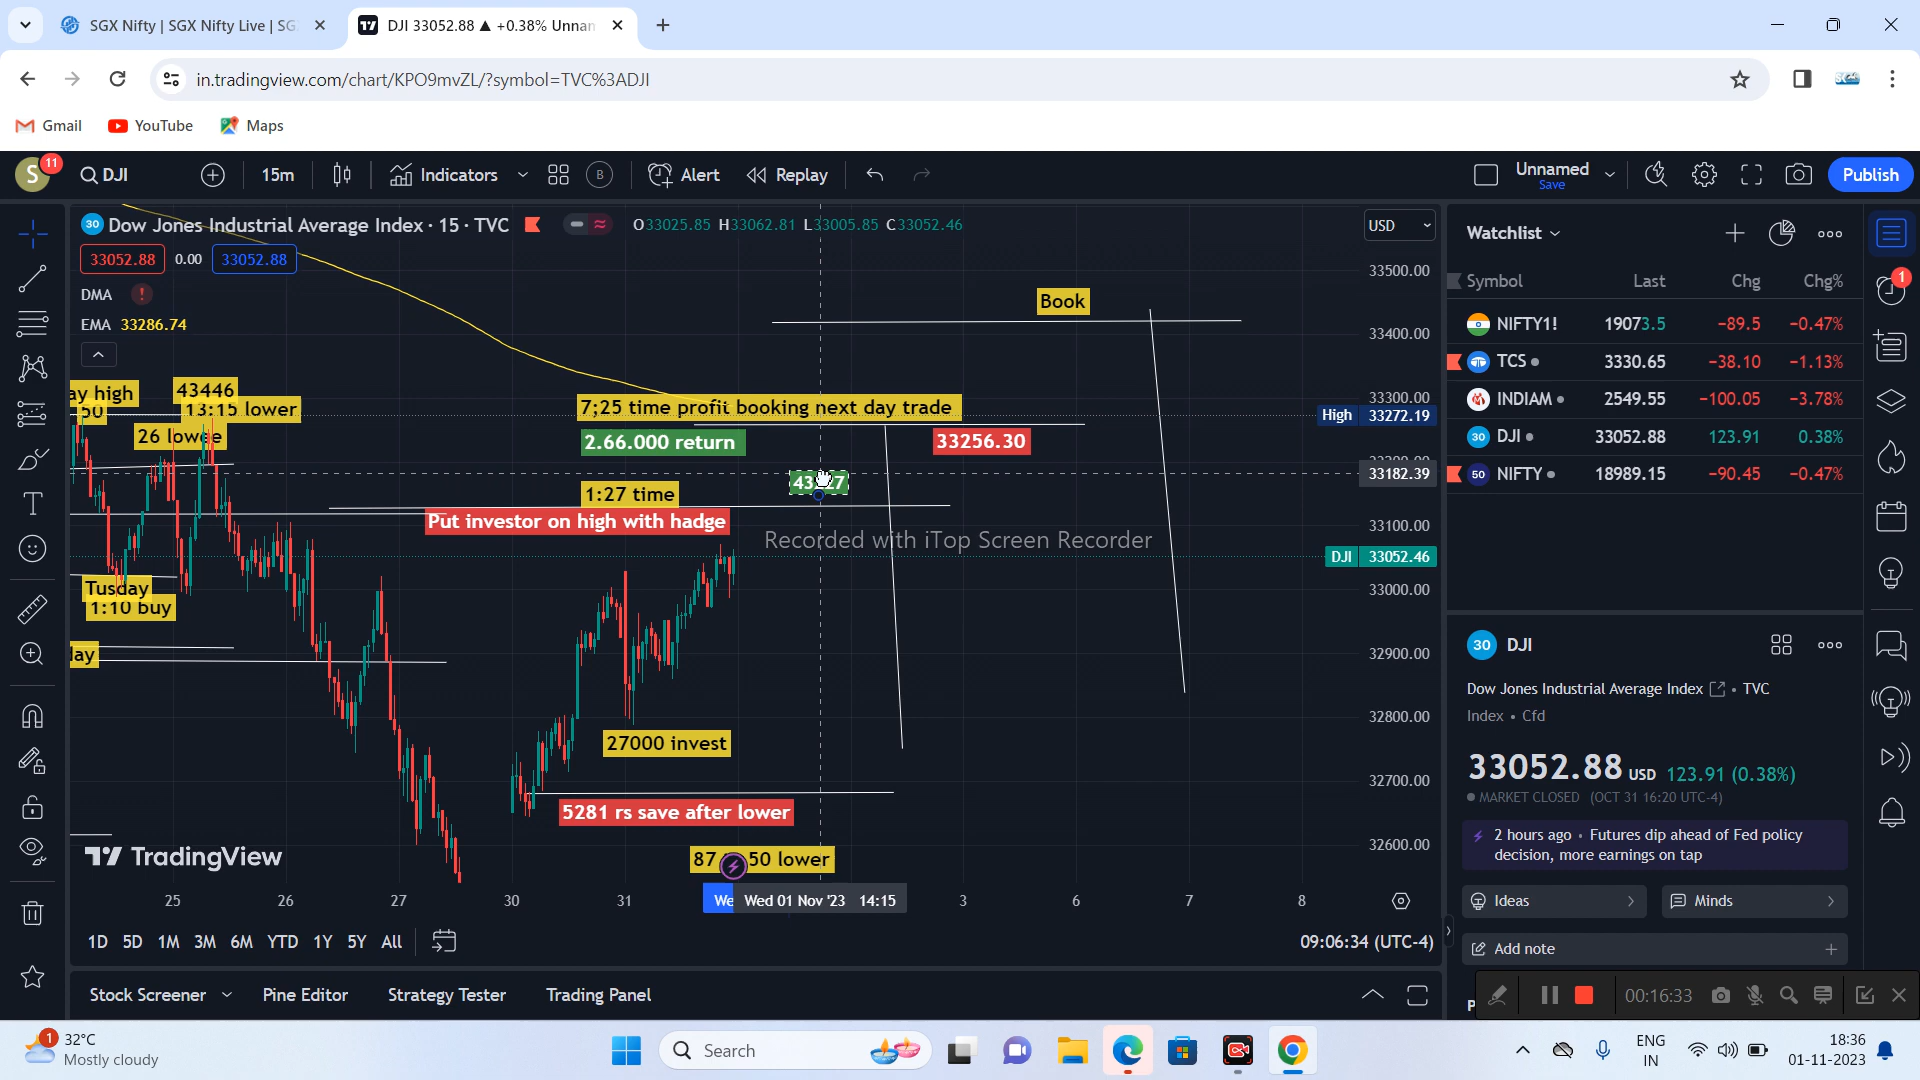 SGX Nifty | SGX Nifty Live | SG
DJI 33052.88 ▲ +0.38% Unnan
in.tradingview.com/chart/KPO9mvZL/?symbol=TVC%3ADJI
Gmail YouTube Maps
S 11 DJI 15m Indicators B Alert Replay Unnamed Save Publish
30 Dow Jones Industrial Average Index · 15 · TVC O33025.85 H33062.81 L33005.85 C33052.46 USD
33052.88 0.00 33052.88
DMA !
EMA 33286.74
Book
7;25 time profit booking next day trade
2.66.000 return
33256.30
1:27 time
Put investor on high with hadge
ay high
50
43446
13:15 lower
26 lowee
Tusday
1:10 buy
lay
27000 invest
5281 rs save after lower
50 lower
Recorded with iTop Screen Recorder
TradingView
33500.00
33400.00
33300.00
High 33272.19
33182.39
33100.00
DJI 33052.46
33000.00
32900.00
32800.00
32700.00
32600.00
25 26 27 30 31 We Wed 01 Nov '23 14:15 3 6 7 8
1D 5D 1M 3M 6M YTD 1Y 5Y All
09:06:34 (UTC-4)
Stock Screener Pine Editor Strategy Tester Trading Panel
Watchlist
Symbol Last Chg Chg%
NIFTY1! 19073.5 −89.5 −0.47%
TCS 3330.65 −38.10 −1.13%
INDIAM 2549.55 −100.05 −3.78%
30 DJI 33052.88 123.91 0.38%
50 NIFTY 18989.15 −90.45 −0.47%
1
30 DJI
Dow Jones Industrial Average Index • TVC
Index • Cfd
33052.88 USD 123.91 (0.38%)
MARKET CLOSED (OCT 31 16:20 UTC-4)
2 hours ago • Futures dip ahead of Fed policy
decision, more earnings on tap
Ideas Minds
Add note
P
00:16:33
1 32°C
Mostly cloudy
Search
ENG
IN
18:36
01-11-2023